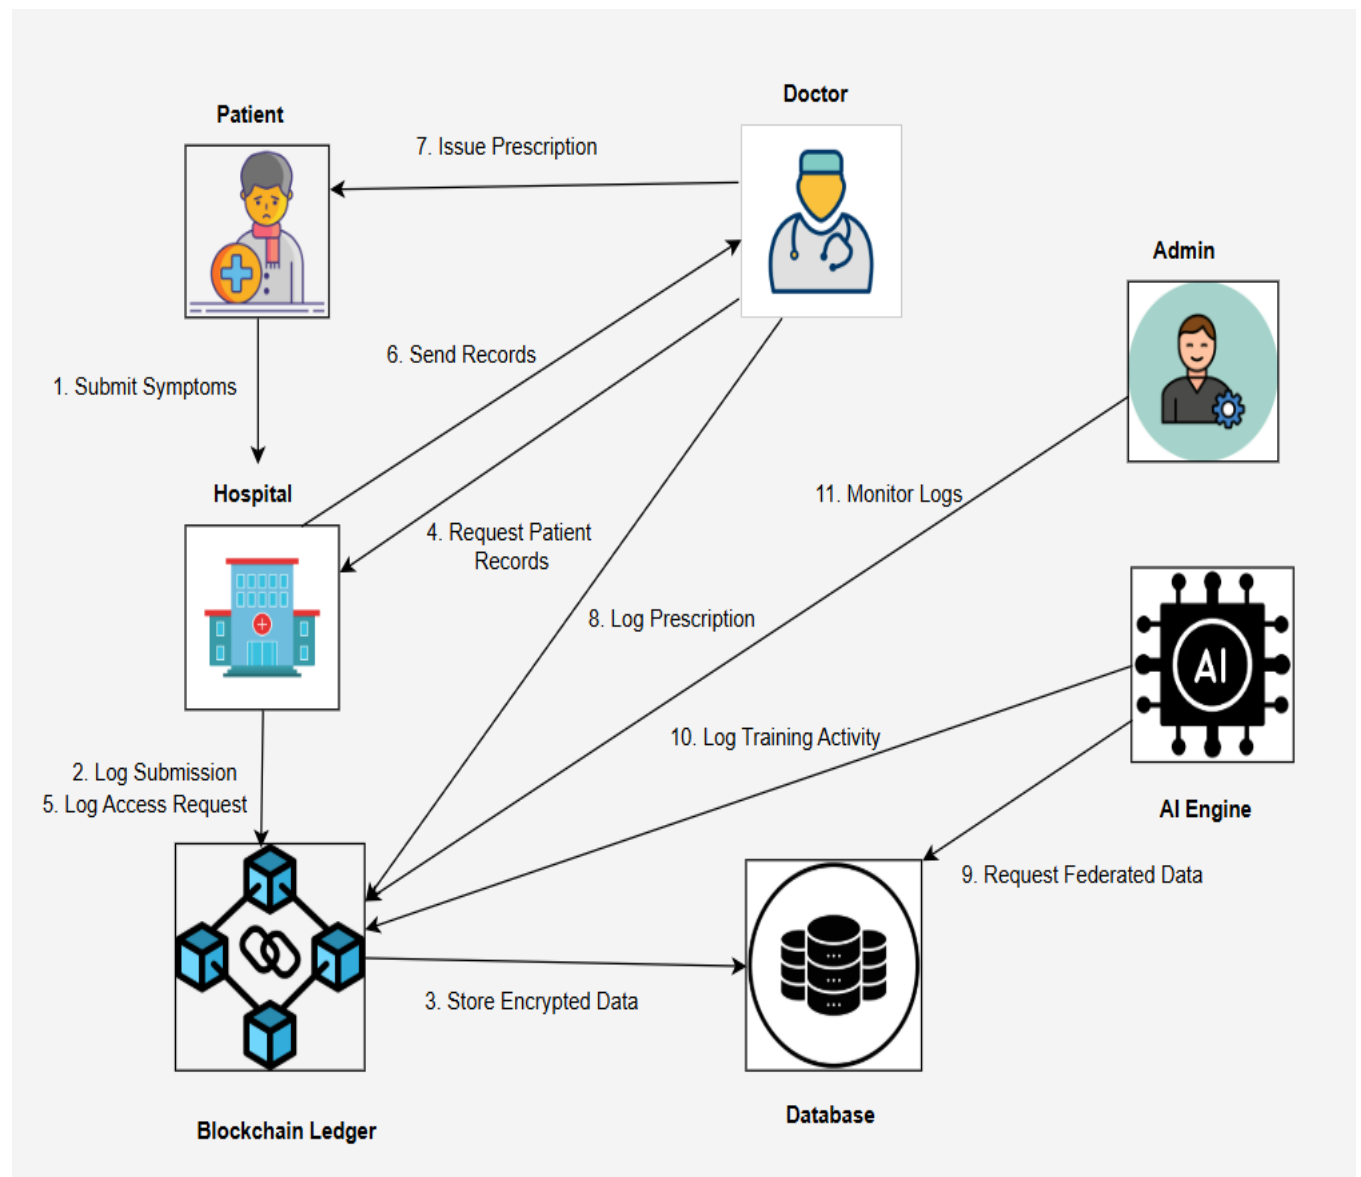 Doctor
Patient
7. Issue Prescription
Admin
6. Send Records
1. Submit Symptoms
Hospital
11. Monitor Logs
4. Request Patient
Records
8. Log Prescription
AI
10. Log Training Activity
2. Log Submission
5. Log Access Request
AI Engine
9. Request Federated Data
3. Store Encrypted Data
Database
Blockchain Ledger